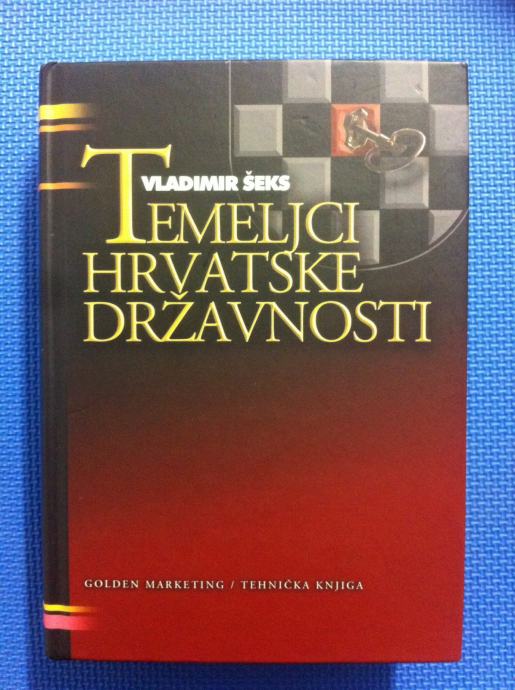 VLADIMIR ŠEKS
TEMELJCI
HRVATSKE
DRŽAVNOSTI
GOLDEN MARKETING / TEHNIČKA KNJIGA